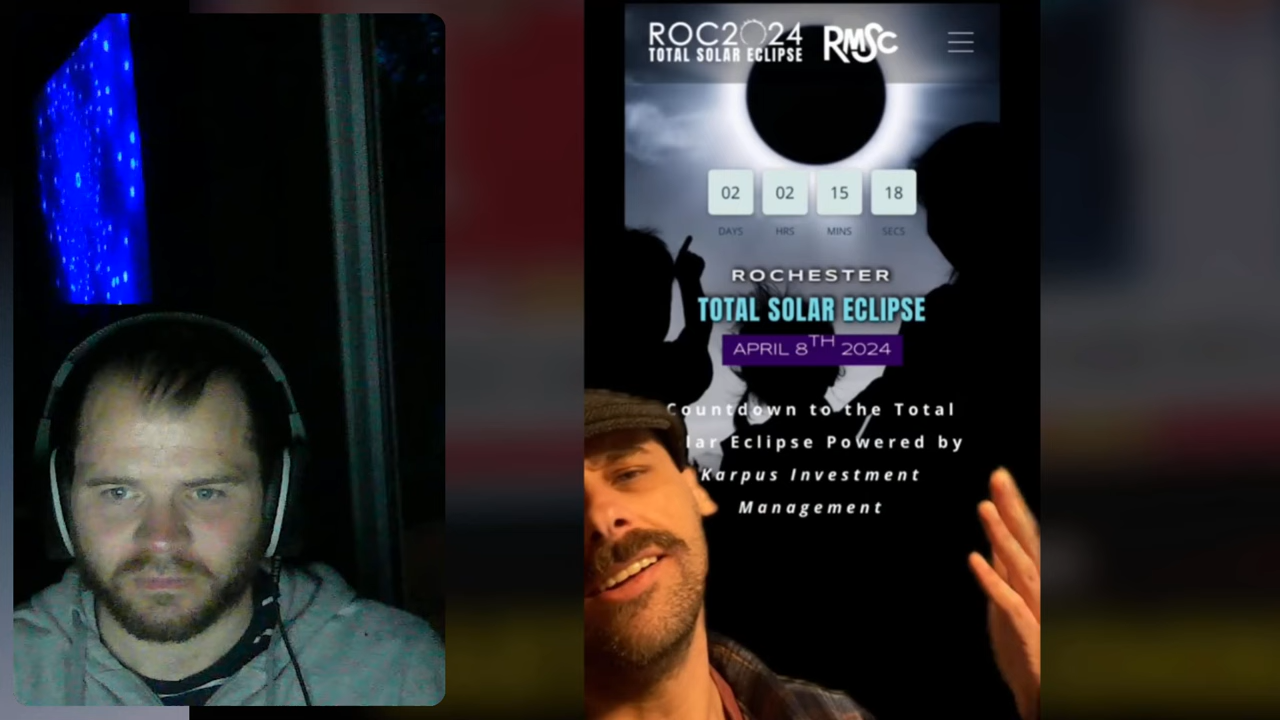 ROC2024
TOTAL SOLAR ECLIPSE
RMSC
02 02 15 18
DAYS HRS MINS SECS
ROCHESTER
TOTAL SOLAR ECLIPSE
APRIL 8TH 2024
Countdown to the Total
lar Eclipse Powered by
Karpus Investment
Management